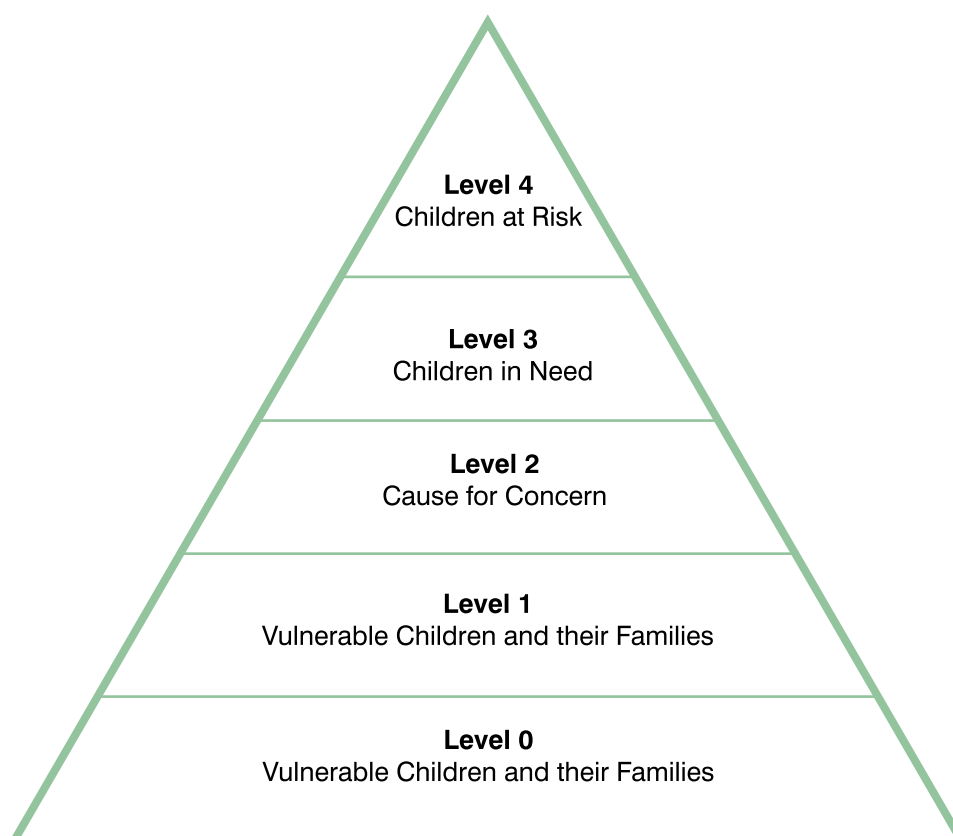 Level 4
Children at Risk
Level 3
Children in Need
Level 2
Cause for Concern
Level 1
Vulnerable Children and their Families
Level 0
Vulnerable Children and their Families